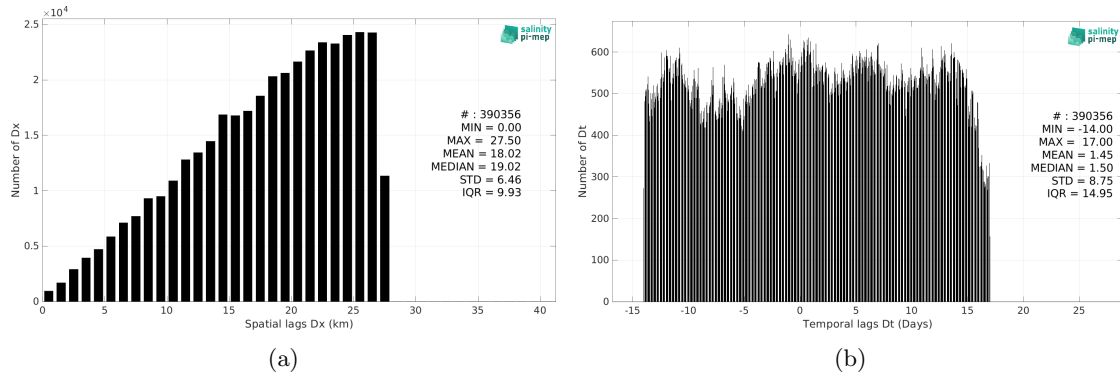 ×10⁴
2.5
2
1.5
1
0.5
0
Number of Dx
0 5 10 15 20 25 30 35 40
Spatial lags Dx (km)
salinity
pi-mep
# : 390356
MIN = 0.00
MAX = 27.50
MEAN = 18.02
MEDIAN = 19.02
STD = 6.46
IQR = 9.93
(a)
600
500
400
300
200
100
0
Number of Dt
-15 -10 -5 0 5 10 15 20 25
Temporal lags Dt (Days)
salinity
pi-mep
# : 390356
MIN = -14.00
MAX = 17.00
MEAN = 1.45
MEDIAN = 1.50
STD = 8.75
IQR = 14.95
(b)